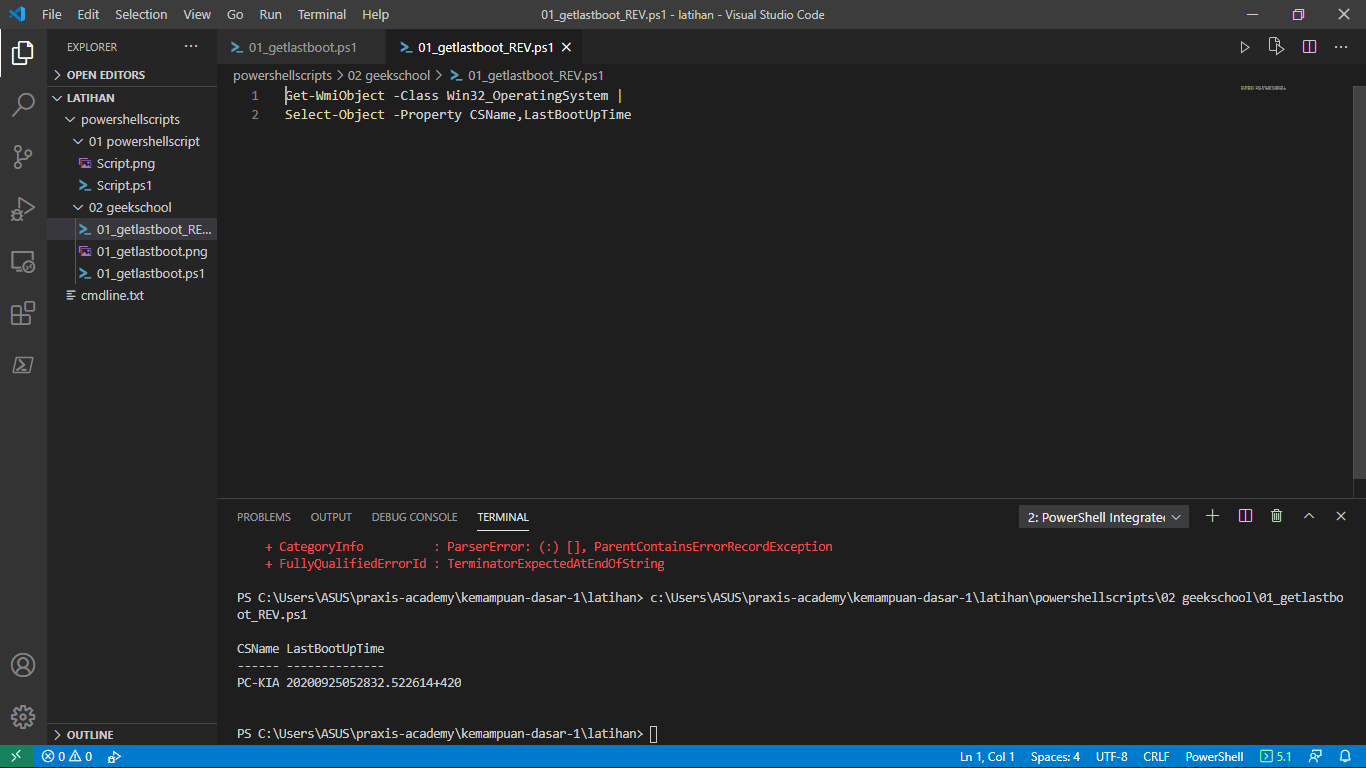 File Edit Selection View Go Run Terminal Help 01_getlastboot_REV.ps1 - latihan - Visual Studio Code
EXPLORER ···
01_getlastboot.ps1 01_getlastboot_REV.ps1
OPEN EDITORS
powershellscripts > 02 geekschool > 01_getlastboot_REV.ps1
LATIHAN
powershellscripts
01 powershellscript
Script.png
Script.ps1
02 geekschool
01_getlastboot_RE...
01_getlastboot.png
01_getlastboot.ps1
cmdline.txt
OUTLINE
1 Get-WmiObject -Class Win32_OperatingSystem |
2 Select-Object -Property CSName,LastBootUpTime
PROBLEMS OUTPUT DEBUG CONSOLE TERMINAL 2: PowerShell Integrate
+ CategoryInfo : ParserError: (:) [], ParentContainsErrorRecordException
+ FullyQualifiedErrorId : TerminatorExpectedAtEndOfString
PS C:\Users\ASUS\praxis-academy\kemampuan-dasar-1\latihan> c:\Users\ASUS\praxis-academy\kemampuan-dasar-1\latihan\powershellscripts\02 geekschool\01_getlastbo
ot_REV.ps1
CSName LastBootUpTime
------ --------------
PC-KIA 20200925052832.522614+420
PS C:\Users\ASUS\praxis-academy\kemampuan-dasar-1\latihan>
0 0 Ln 1, Col 1 Spaces: 4 UTF-8 CRLF PowerShell 5.1